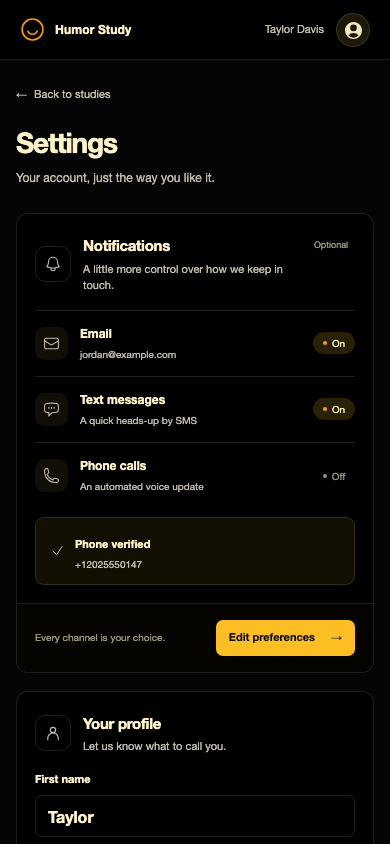 Humor Study
Taylor Davis
← Back to studies
Settings
Your account, just the way you like it.
Notifications
Optional
A little more control over how we keep in
touch.
Email
jordan@example.com
On
Text messages
A quick heads-up by SMS
On
Phone calls
An automated voice update
Off
Phone verified
+12025550147
Every channel is your choice.
Edit preferences →
Your profile
Let us know what to call you.
First name
Taylor